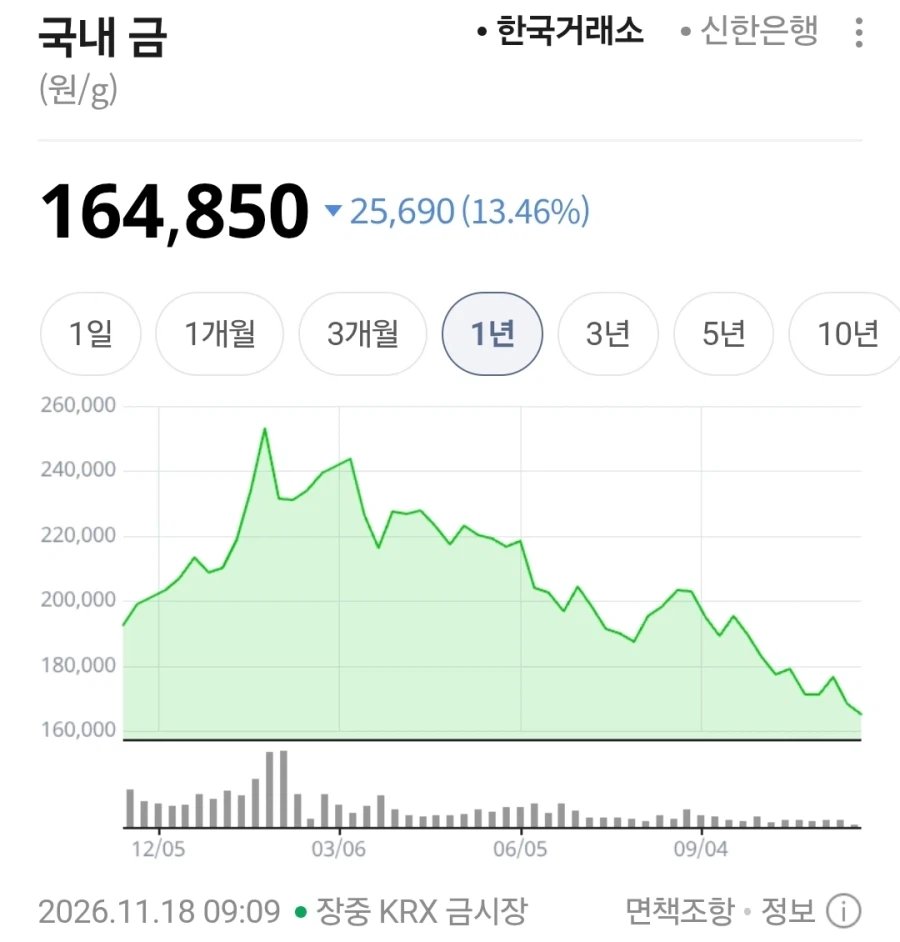 국내 금
• 한국거래소 • 신한은행
(원/g)
164,850 ▼ 25,690 (13.46%)
1일 1개월 3개월 1년 3년 5년 10년
260,000
240,000
220,000
200,000
180,000
160,000
12/05 03/06 06/05 09/04
2026.11.18 09:09 • 장중 KRX 금시장 면책조항 • 정보 ⓘ